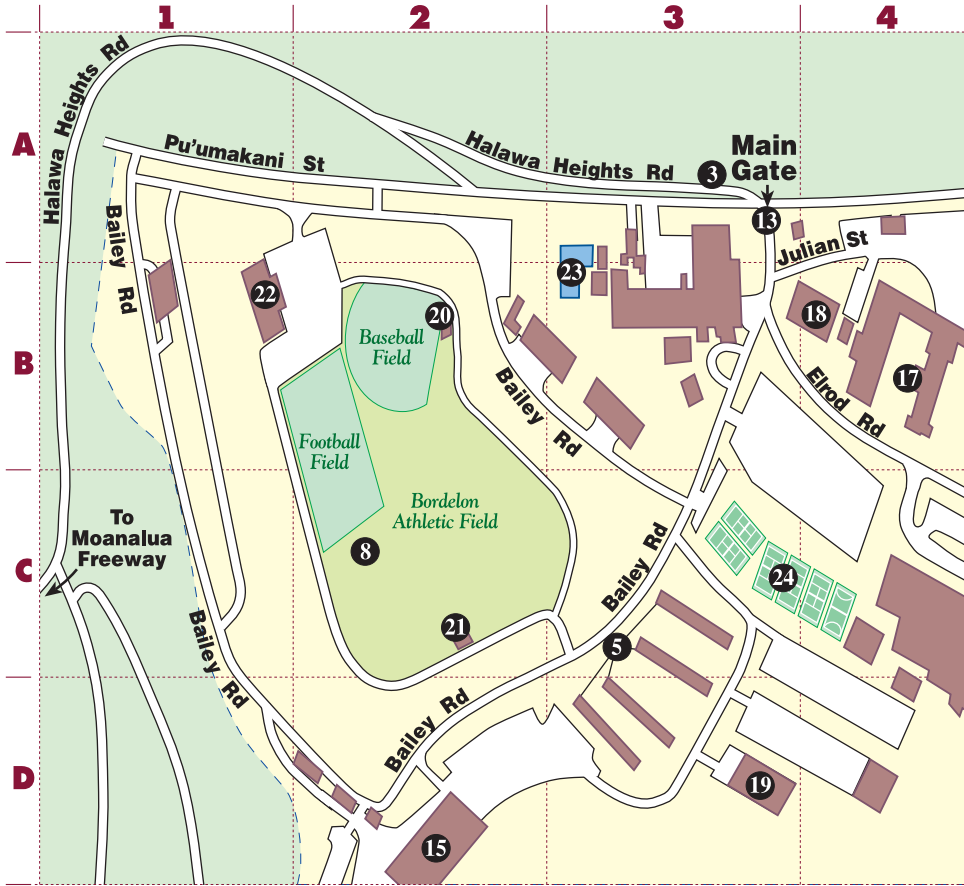 1 2 3 4
A
B
C
D
Halawa Heights Rd
Pu'umakani St
Halawa Heights Rd
3
Main
Gate
13
Julian St
Bailey Rd
22
23
20
Baseball
Field
18
17
Elrod Rd
Bailey Rd
Football
Field
Bordelon
Athletic Field
8
To
Moanalua
Freeway
Bailey Rd
24
21
5
Bailey Rd
Bailey Rd
19
15